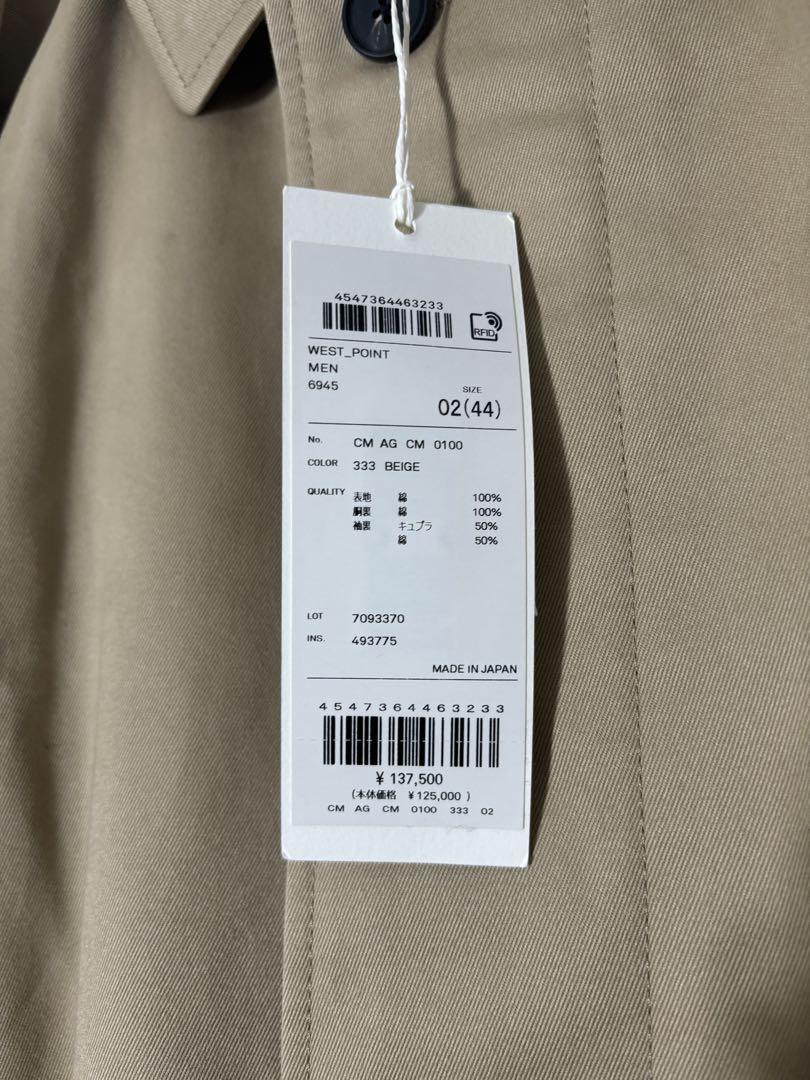 4547364463233
RFID
WEST_POINT
MEN
6945
SIZE
02(44)
No. CM AG CM 0100
COLOR 333 BEIGE
QUALITY 表地 綿 100%
胴裏 綿 100%
袖裏 キュプラ 50%
綿 50%
LOT 7093370
INS. 493775
MADE IN JAPAN
4547364463233
¥ 137,500
(本体価格 ¥125,000 )
CM AG CM 0100 333 02